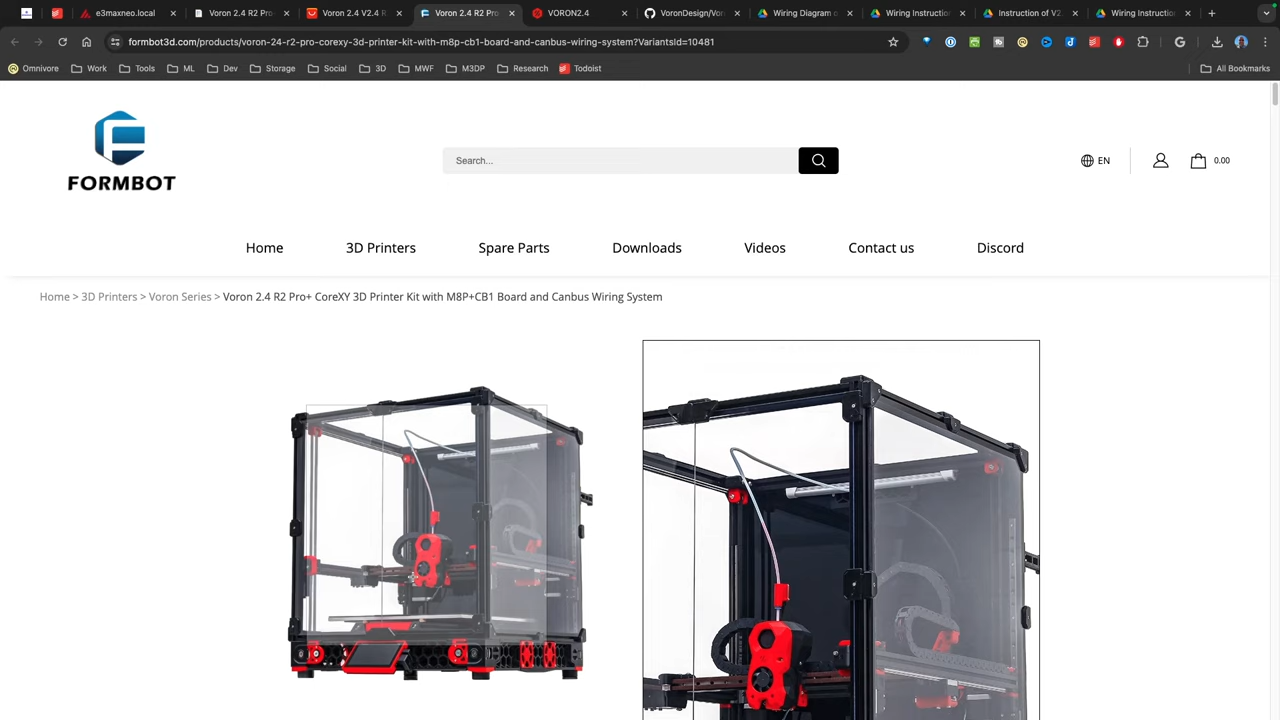 e3maxneo.local
Voron 2.4 R2 Pro
Voron 2.4 V2.4 R
Voron 2.4 R2 Pro
VORON2.4
VoronDesign/Vor
Wiring Diagram o
Wiring Instruction
Instruction of V2.
Wiring Instruction
formbot3d.com/products/voron-24-r2-pro-corexy-3d-printer-kit-with-m8p-cb1-board-and-canbus-wiring-system?VariantsId=10481
Omnivore
Work
Tools
ML
Dev
Storage
Social
3D
MWF
M3DP
Research
Todoist
All Bookmarks
FORMBOT
Search...
EN
0.00
Home
3D Printers
Spare Parts
Downloads
Videos
Contact us
Discord
Home > 3D Printers > Voron Series > Voron 2.4 R2 Pro+ CoreXY 3D Printer Kit with M8P+CB1 Board and Canbus Wiring System